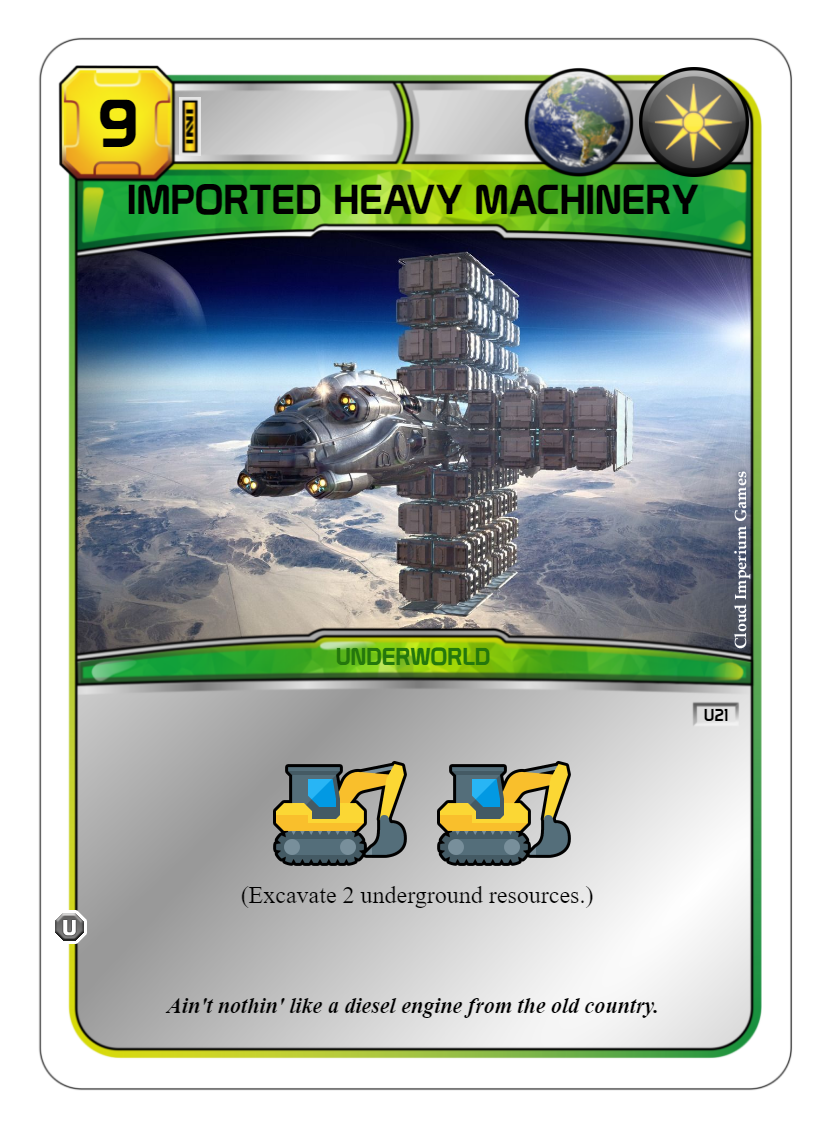 9
IMPORTED HEAVY MACHINERY
Cloud Imperium Games
UNDERWORLD
U21
(Excavate 2 underground resources.)
U
Ain't nothin' like a diesel engine from the old country.